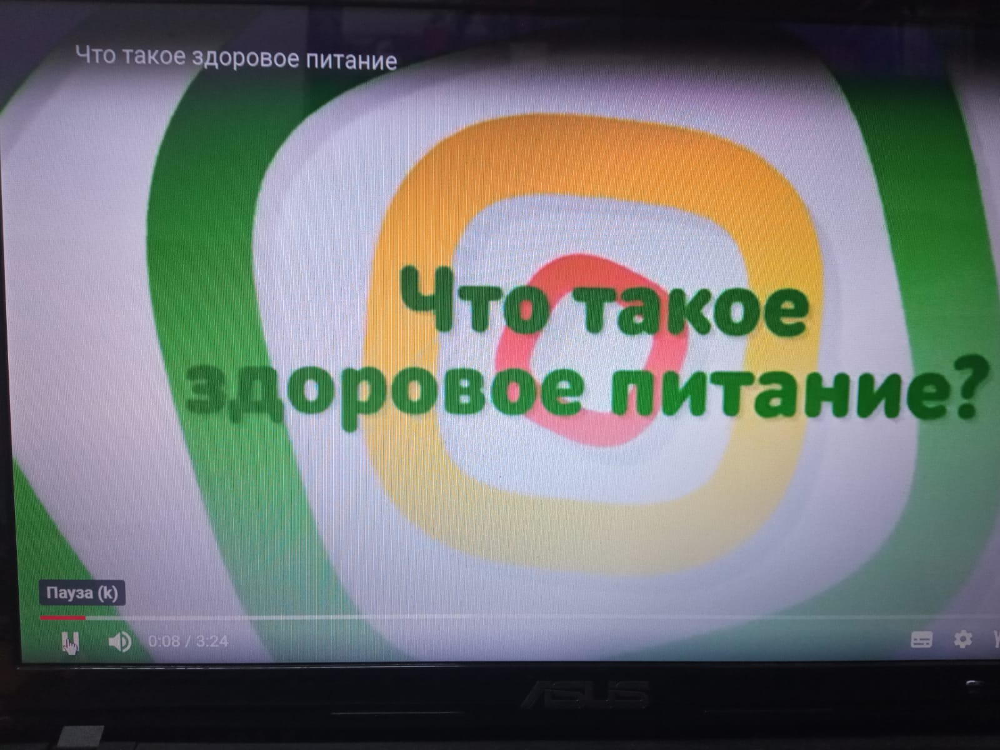 Что такое здоровое питание
Что такое
здоровое питание?
Пауза (k)
0:08 / 3:24
ASUS